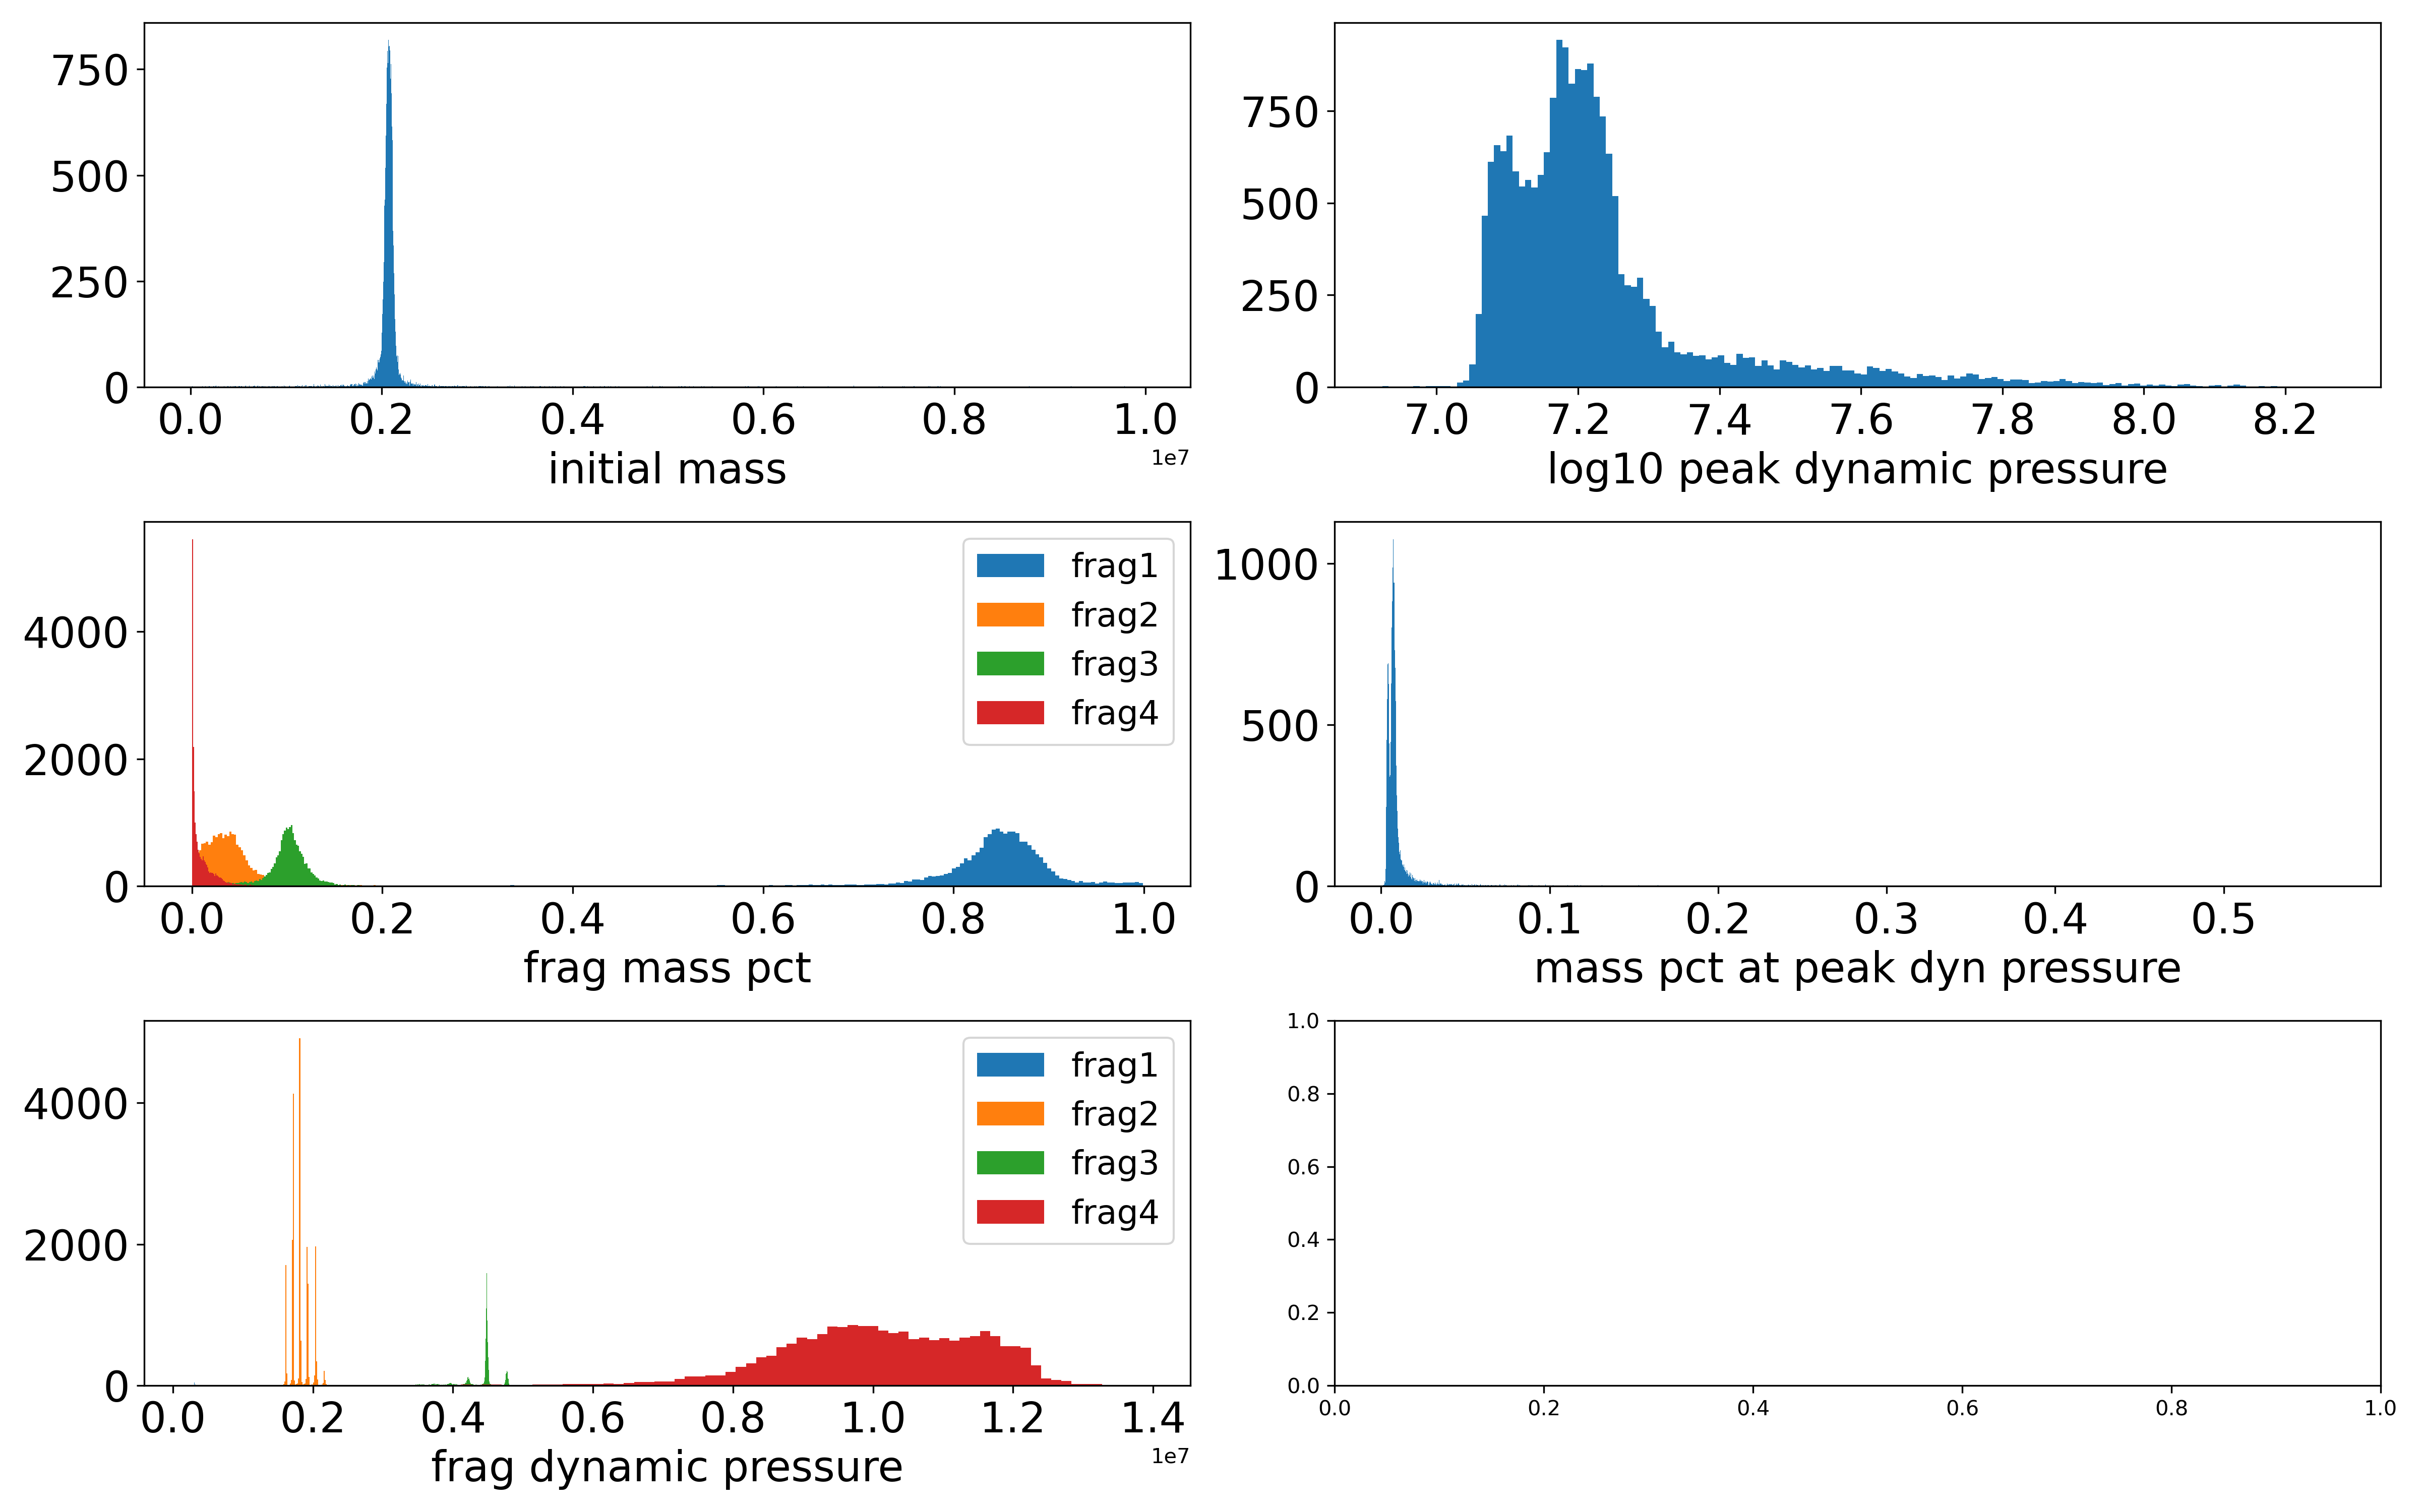 750
500
250
0
0.0 0.2 0.4 0.6 0.8 1.0
1e7
initial mass
750
500
250
0
7.0 7.2 7.4 7.6 7.8 8.0 8.2
log10 peak dynamic pressure
4000
2000
0
frag1
frag2
frag3
frag4
0.0 0.2 0.4 0.6 0.8 1.0
frag mass pct
1000
500
0
0.0 0.1 0.2 0.3 0.4 0.5
mass pct at peak dyn pressure
4000
2000
0
frag1
frag2
frag3
frag4
0.0 0.2 0.4 0.6 0.8 1.0 1.2 1.4
1e7
frag dynamic pressure
1.0
0.8
0.6
0.4
0.2
0.0
0.0 0.2 0.4 0.6 0.8 1.0